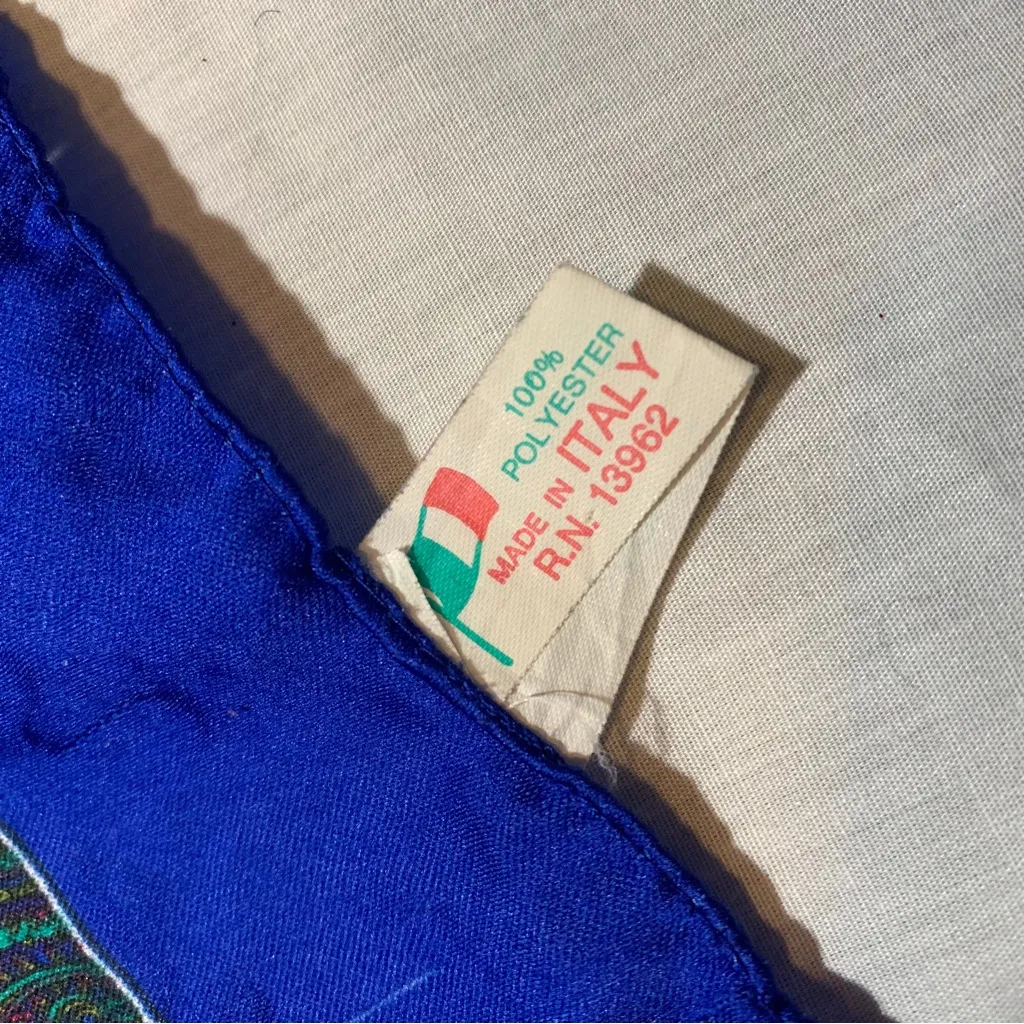 100%
POLYESTER
MADE IN ITALY
R.N. 13962